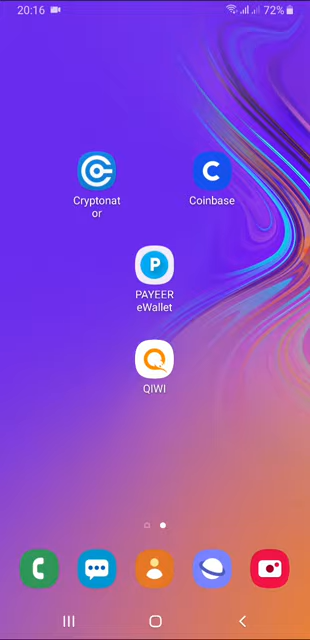 20:16
72%
Cryptonat
or
Coinbase
P
PAYEER
eWallet
QIWI